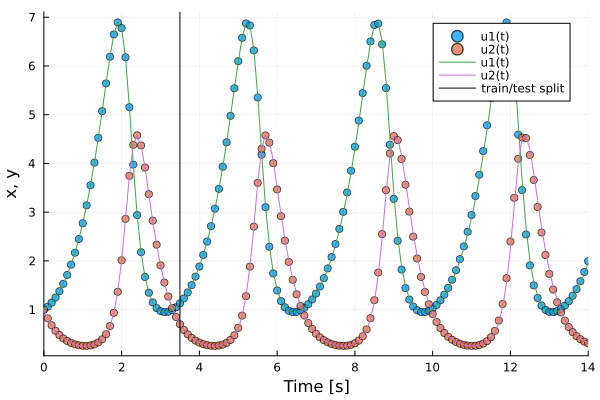 7
6
5
4
3
2
1
x, y
0
2
4
6
8
10
12
14
Time [s]
u1(t)
u2(t)
u1(t)
u2(t)
train/test split